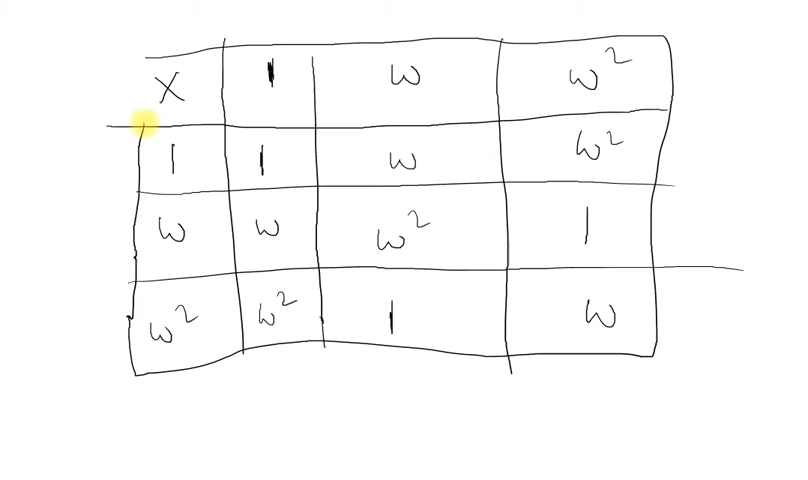 × 1 ω ω²
1 1 ω ω²
ω ω ω² 1
ω² ω² 1 ω